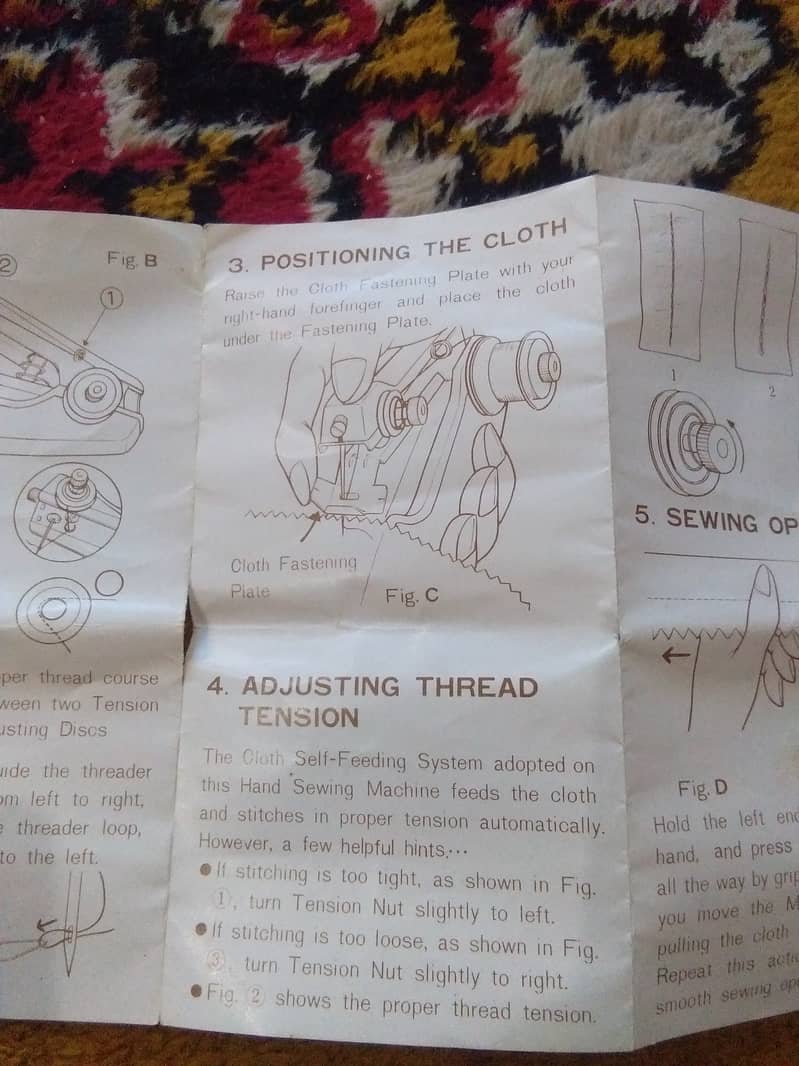 ②
Fig. B
①
per thread course
ween two Tension
usting Discs
uide the threader
om left to right,
e threader loop,
to the left.
3. POSITIONING THE CLOTH
Raise the Cloth Fastening Plate with your
right-hand forefinger and place the cloth
under the Fastening Plate.
Cloth Fastening
Plate
Fig. C
4. ADJUSTING THREAD
TENSION
The Cloth Self-Feeding System adopted on
this Hand Sewing Machine feeds the cloth
and stitches in proper tension automatically.
However, a few helpful hints,…
●If stitching is too tight, as shown in Fig.
①, turn Tension Nut slightly to left.
●If stitching is too loose, as shown in Fig.
③, turn Tension Nut slightly to right.
●Fig. ② shows the proper thread tension.
1
2
5. SEWING OP
Fig. D
Hold the left end
hand, and press
all the way by grip
you move the M
pulling the cloth
Repeat this actio
smooth sewing ope